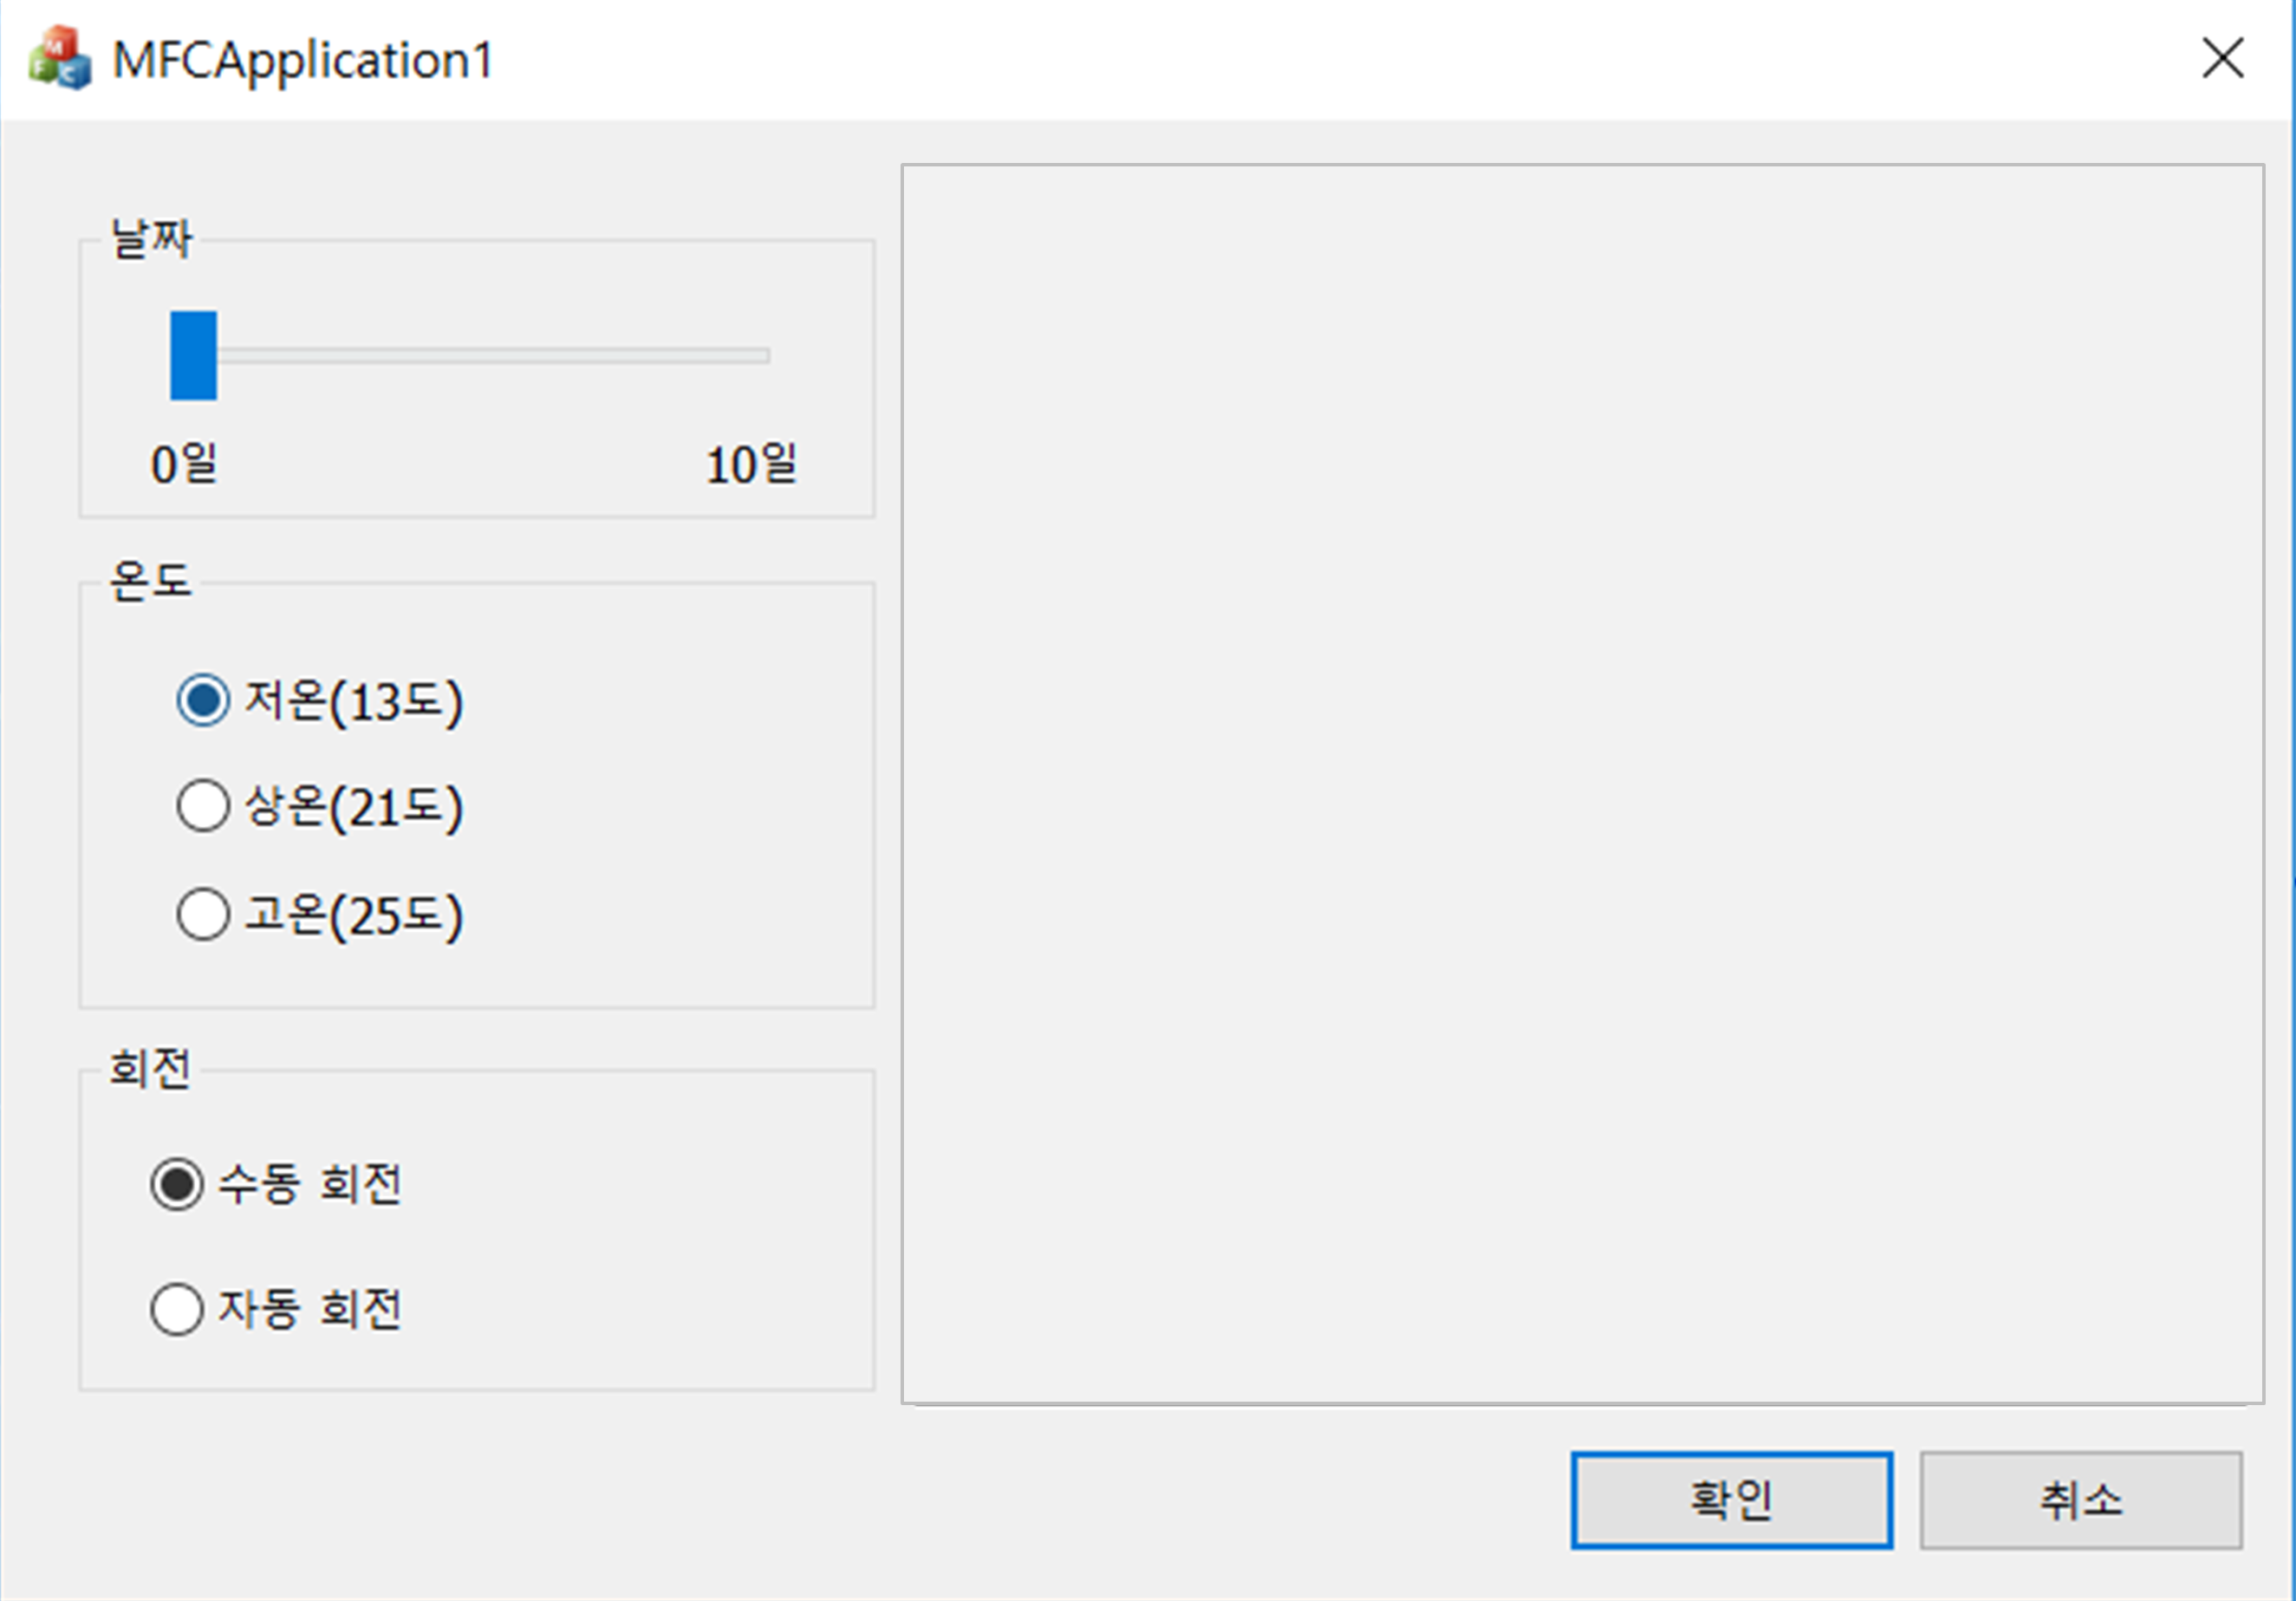 MFCApplication1
날짜
0일 10일
온도
저온(13도)
상온(21도)
고온(25도)
회전
수동 회전
자동 회전
확인 취소